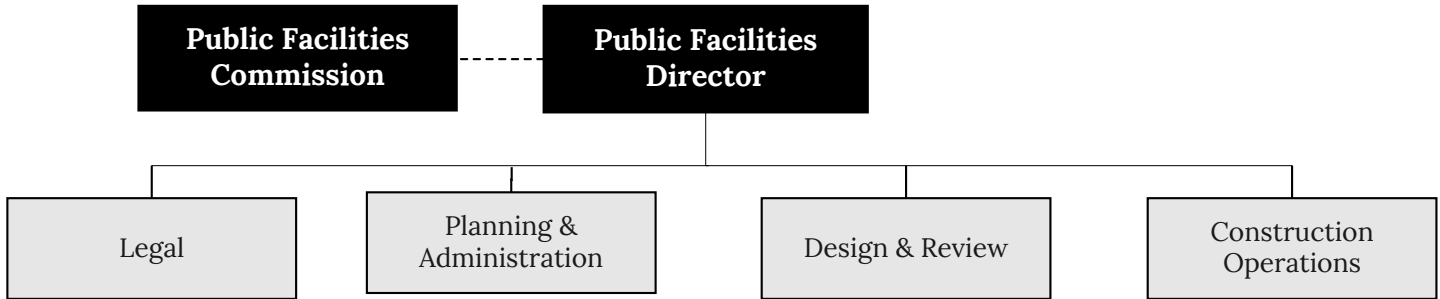 Public Facilities
Commission
Public Facilities
Director
Legal
Planning &
Administration
Design & Review
Construction
Operations